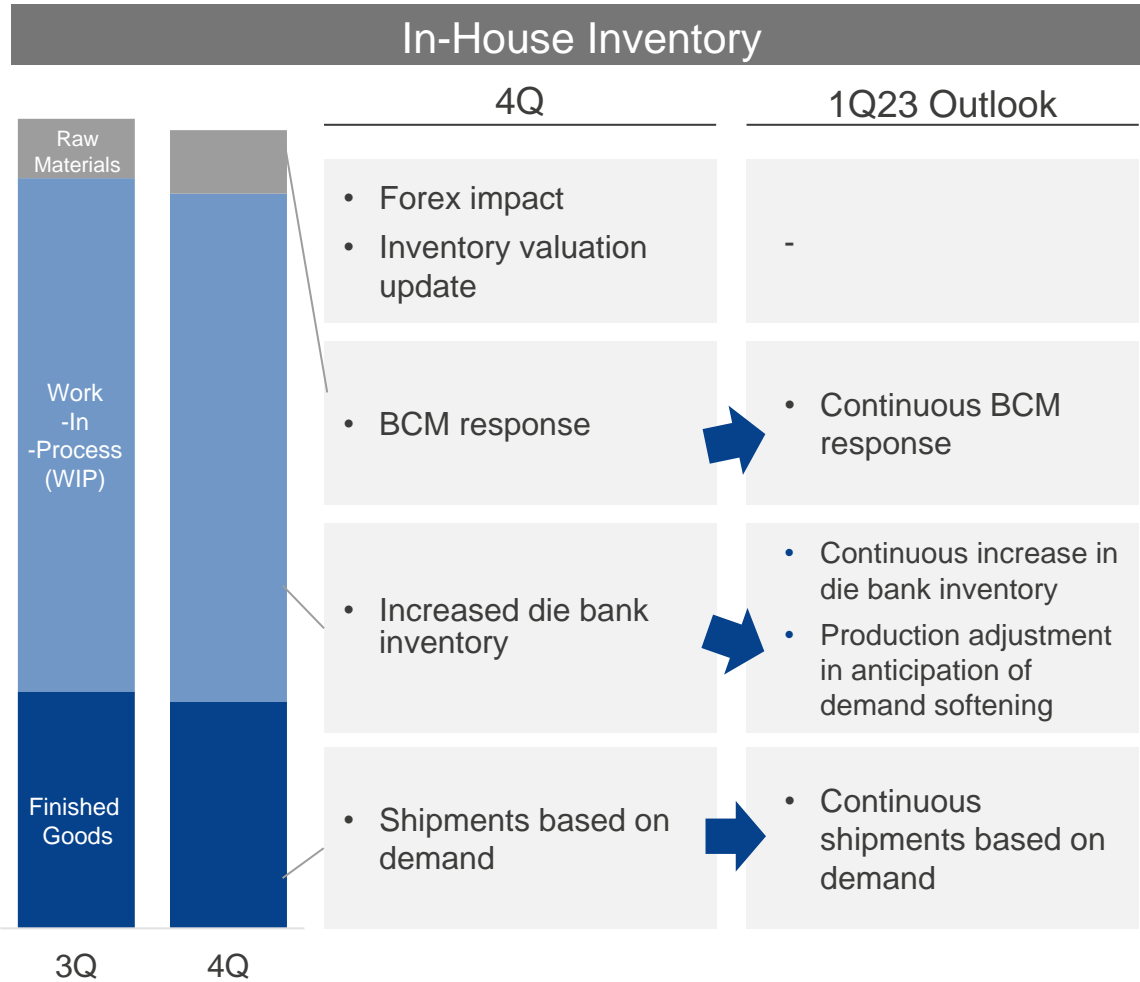 In-House Inventory
4Q
1Q23 Outlook
Raw
Materials
Work
-In
-Process
(WIP)
Finished
Goods
3Q
4Q
• Forex impact
• Inventory valuation
update
-
• BCM response
• Continuous BCM
response
• Increased die bank
inventory
• Continuous increase in
die bank inventory
• Production adjustment
in anticipation of
demand softening
• Shipments based on
demand
• Continuous
shipments based on
demand